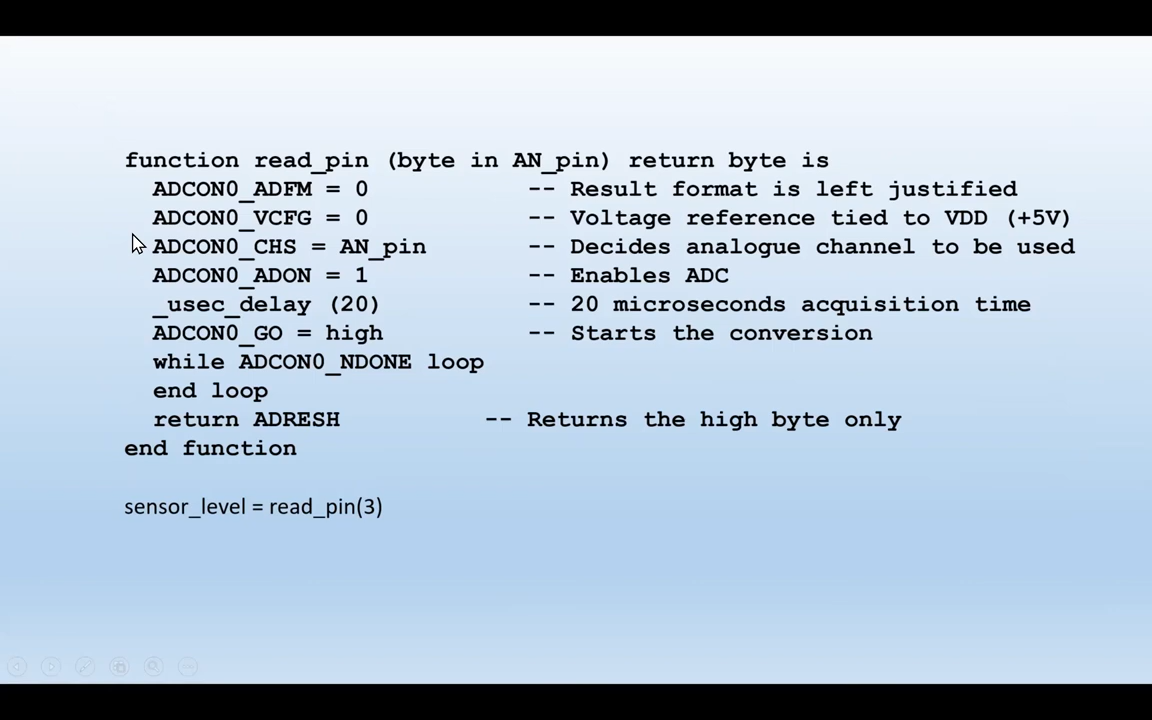 function read_pin (byte in AN_pin) return byte is
ADCON0_ADFM = 0 -- Result format is left justified
ADCON0_VCFG = 0 -- Voltage reference tied to VDD (+5V)
ADCON0_CHS = AN_pin -- Decides analogue channel to be used
ADCON0_ADON = 1 -- Enables ADC
_usec_delay (20) -- 20 microseconds acquisition time
ADCON0_GO = high -- Starts the conversion
while ADCON0_NDONE loop
end loop
return ADRESH -- Returns the high byte only
end function
sensor_level = read_pin(3)